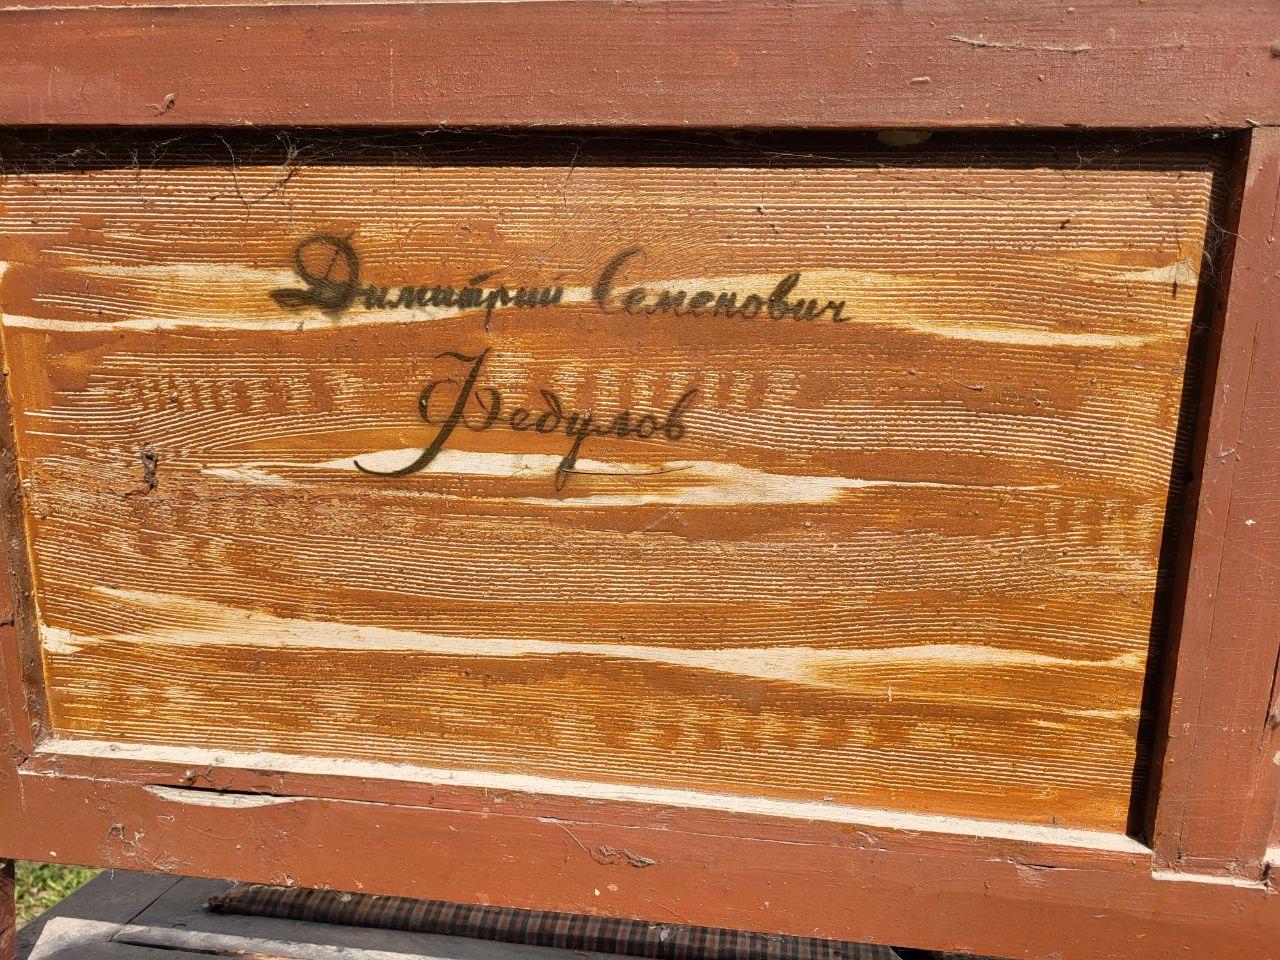 Димитрий Семенович
Федулов